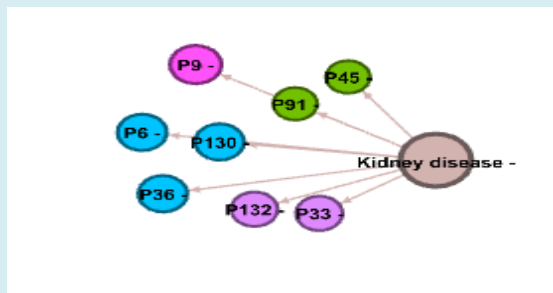 P9 -
P45 -
P91 -
P6 -
P130 -
Kidney disease -
P36 -
P132 -
P33 -